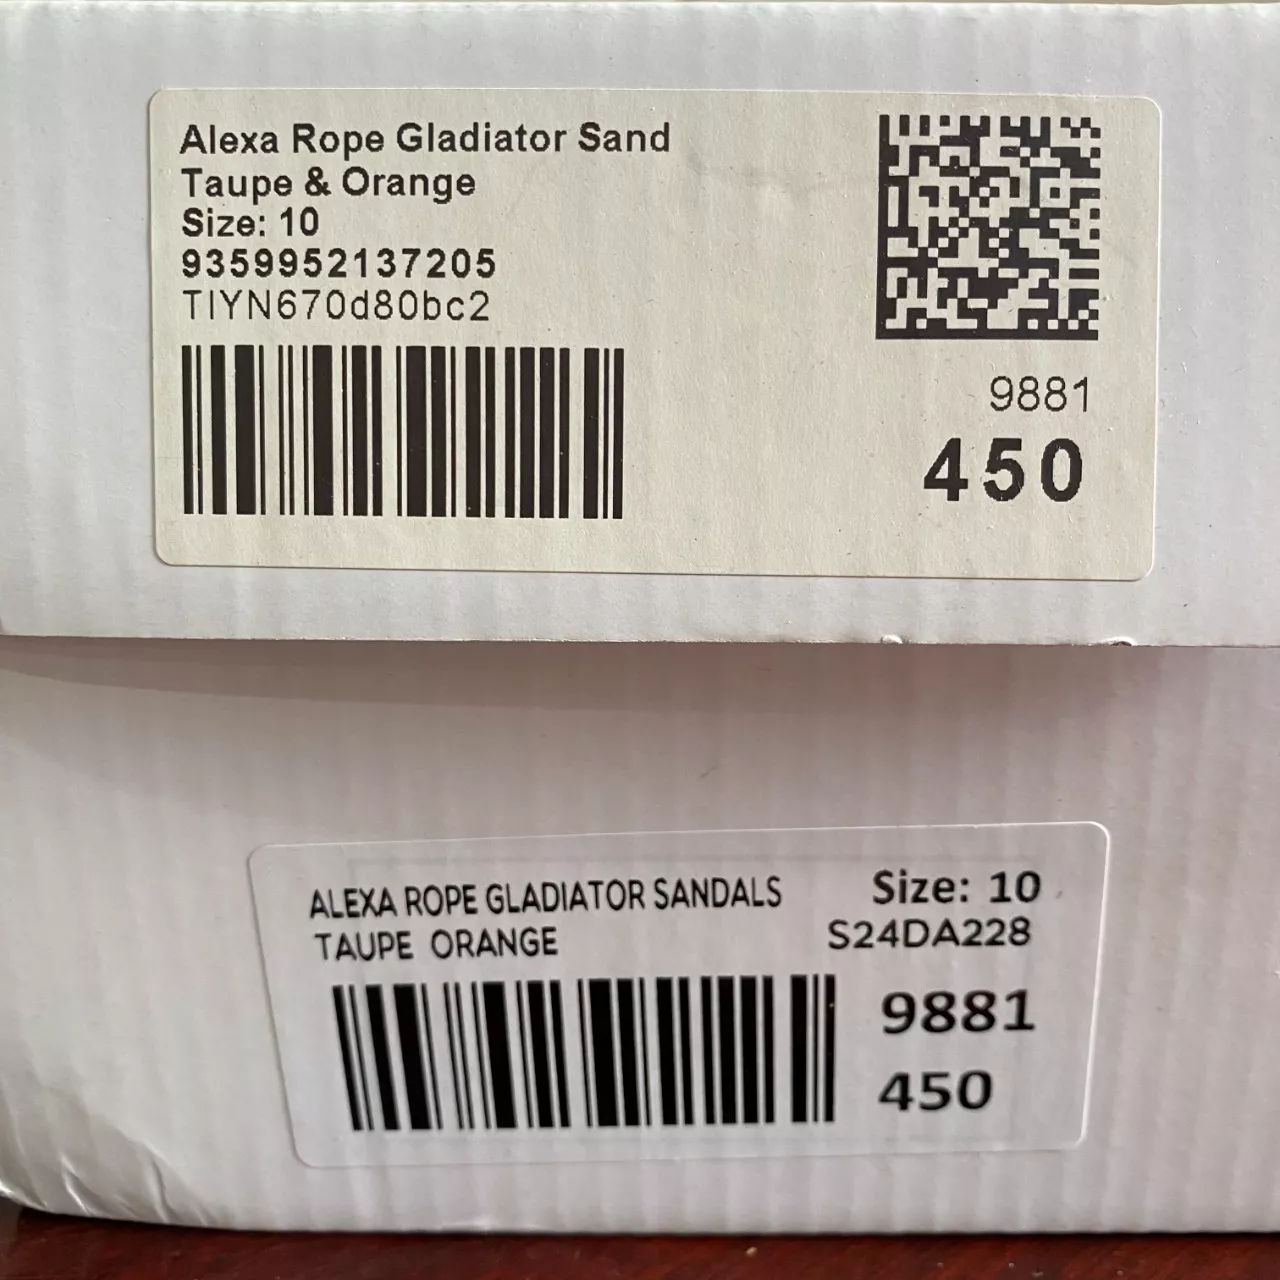 Alexa Rope Gladiator Sand
Taupe & Orange
Size: 10
9359952137205
TIYN670d80bc2
9881
450
ALEXA ROPE GLADIATOR SANDALS
TAUPE ORANGE
Size: 10
S24DA228
9881
450